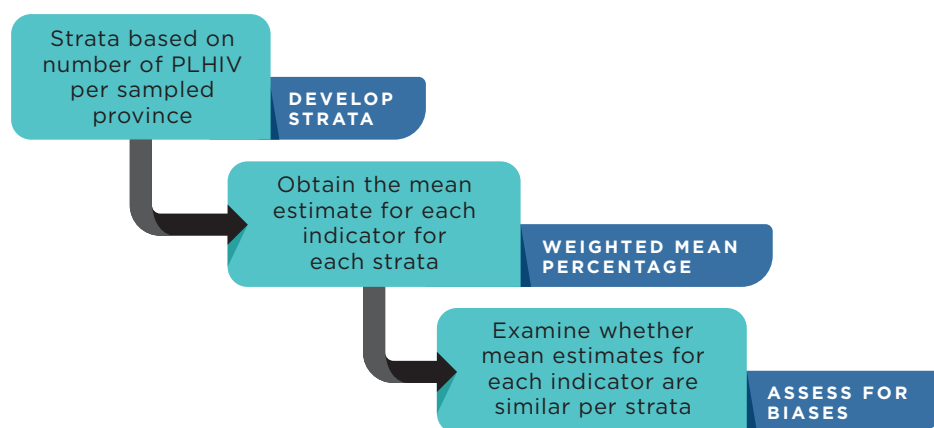 Strata based on
number of PLHIV
per sampled
province
DEVELOP
STRATA
Obtain the mean
estimate for each
indicator for
each strata
WEIGHTED MEAN
PERCENTAGE
Examine whether
mean estimates for
each indicator are
similar per strata
ASSESS FOR
BIASES